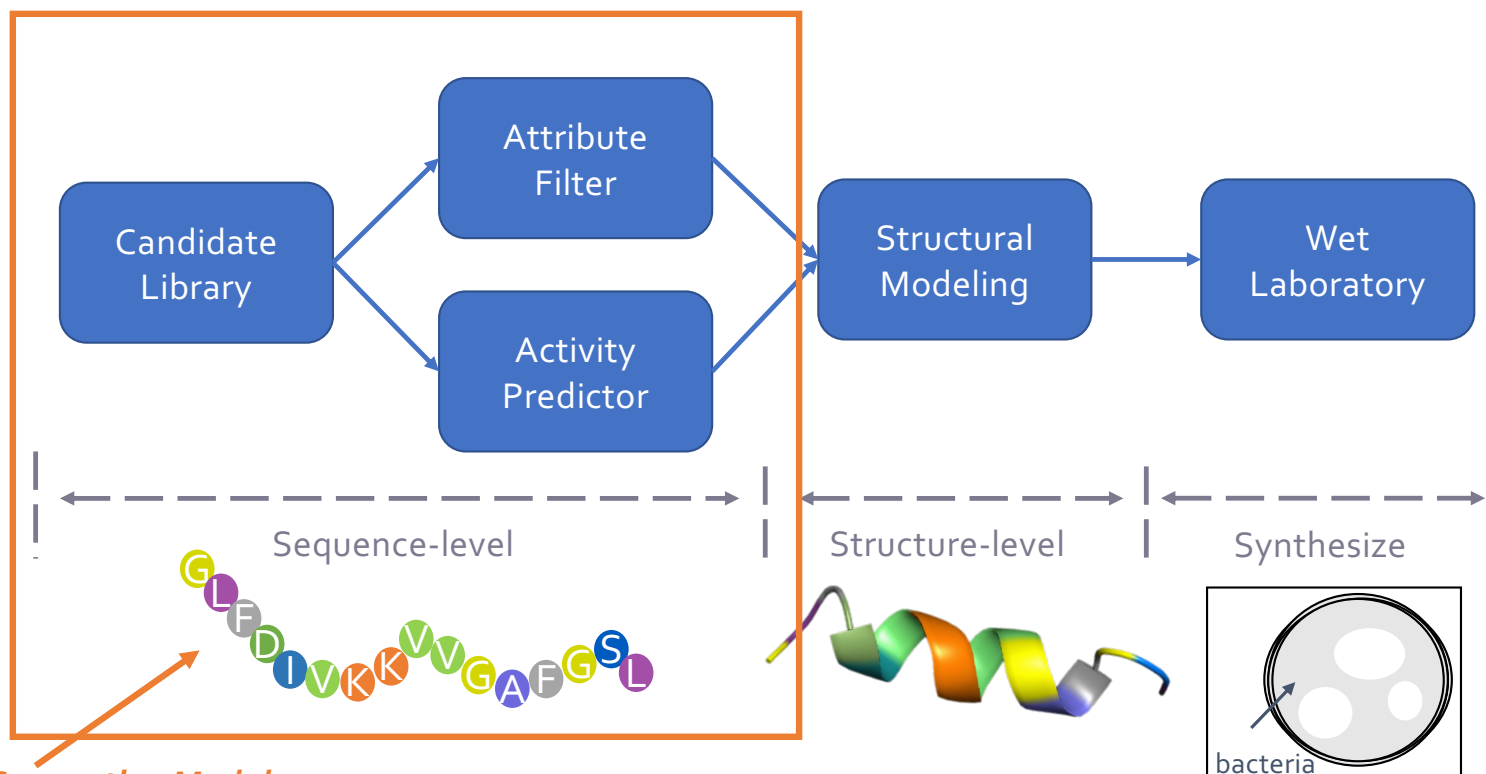 Attribute
Filter
Candidate
Library
Activity
Predictor
Structural
Modeling
Wet
Laboratory
Sequence-level
Structure-level
Synthesize
G L F D I V K K V V G A F G S L
bacteria